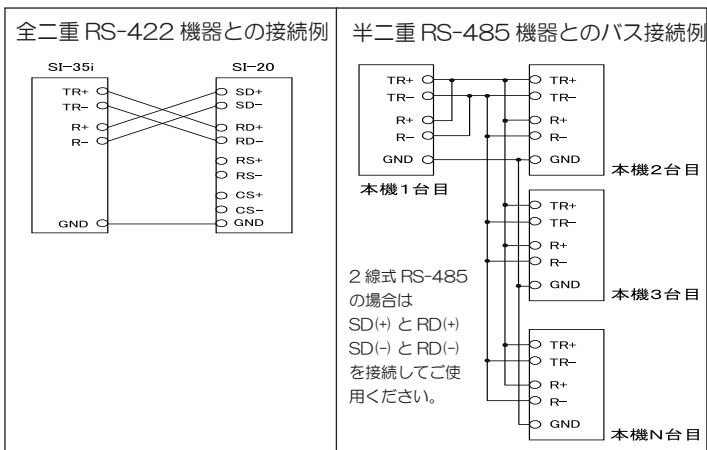 全二重 RS-422 機器との接続例
SI-35i
SI-20
TR+
TR-
R+
R-
GND
SD+
SD-
RD+
RD-
RS+
RS-
CS+
CS-
GND
半二重 RS-485 機器とのバス接続例
TR+
TR-
R+
R-
GND
本機1台目
TR+
TR-
R+
R-
GND
本機2台目
TR+
TR-
R+
R-
GND
本機3台目
2 線式 RS-485
の場合は
SD(+) と RD(+)
SD(-) と RD(-)
を接続してご使
用ください。
TR+
TR-
R+
R-
GND
本機N台目